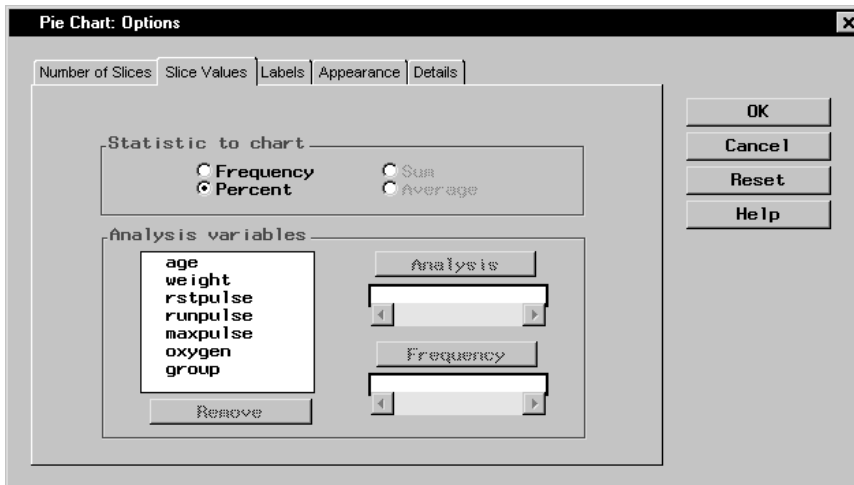 Pie Chart: Options
Number of Slices Slice Values Labels Appearance Details
Statistic to chart
Frequency
Percent
Sum
Average
Analysis variables
age
weight
rstpulse
runpulse
maxpulse
oxygen
group
Remove
Analysis
Frequency
OK
Cancel
Reset
Help